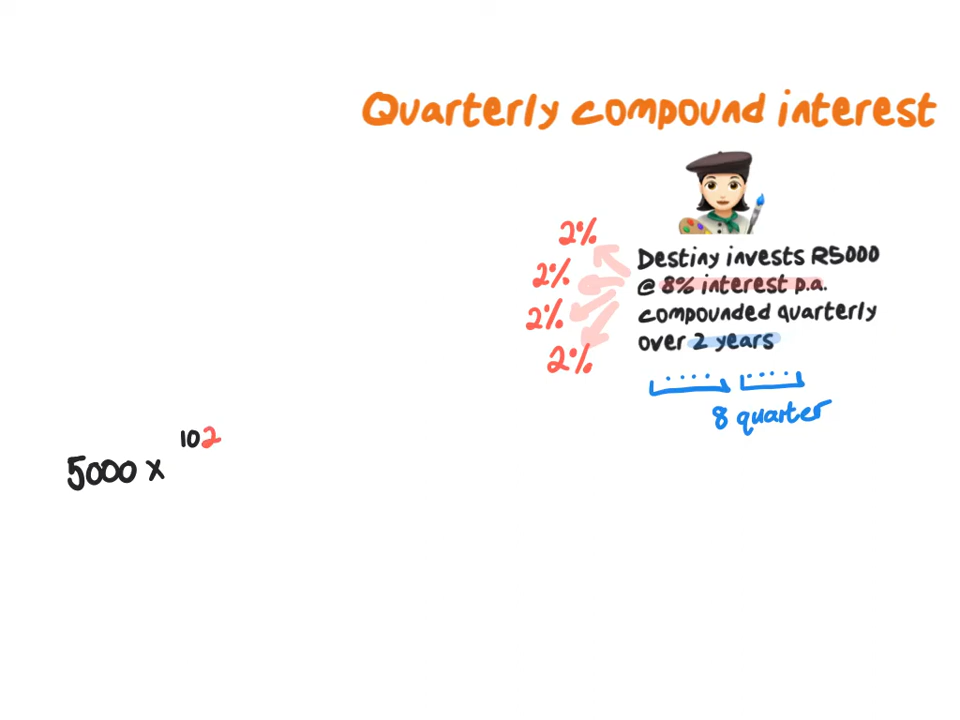 Quarterly compound interest
2%
2%
2%
2%
Destiny invests R5000
@ 8% interest p.a.
compounded quarterly
over 2 years
8 quarter
102
5000 x